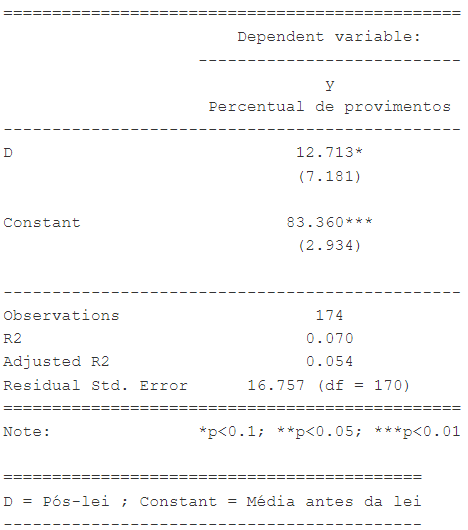 ===============================================
Dependent variable:
---------------------------
y
Percentual de provimentos
-----------------------------------------------
D 12.713*
(7.181)
Constant 83.360***
(2.934)
-----------------------------------------------
Observations 174
R2 0.070
Adjusted R2 0.054
Residual Std. Error 16.757 (df = 170)
===============================================
Note: *p<0.1; **p<0.05; ***p<0.01
===========================================
D = Pós-lei ; Constant = Média antes da lei
-------------------------------------------